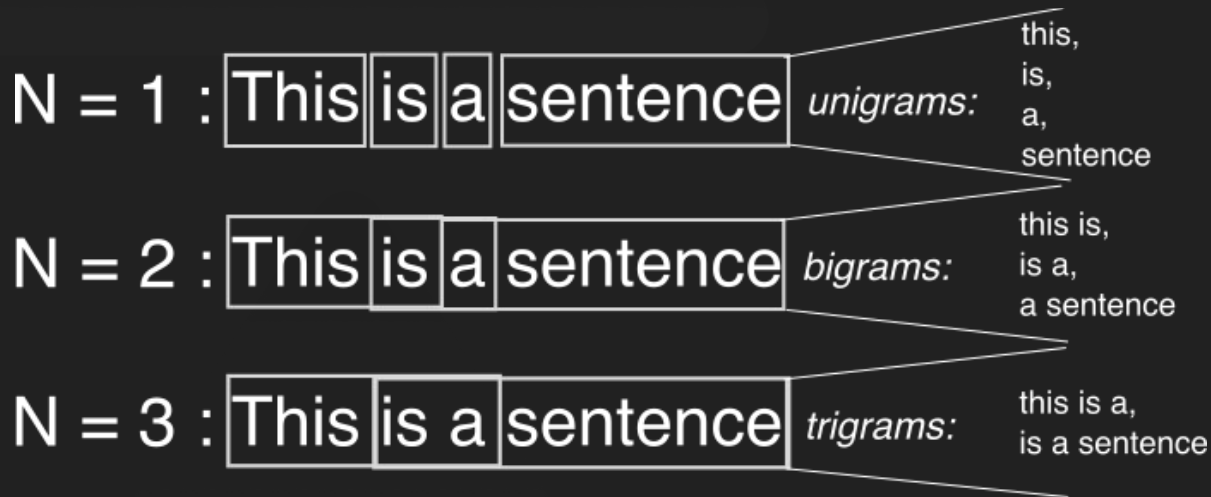 N = 1 : This is a sentence unigrams:
this,
is,
a,
sentence
N = 2 : This is a sentence bigrams:
this is,
is a,
a sentence
N = 3 : This is a sentence trigrams:
this is a,
is a sentence